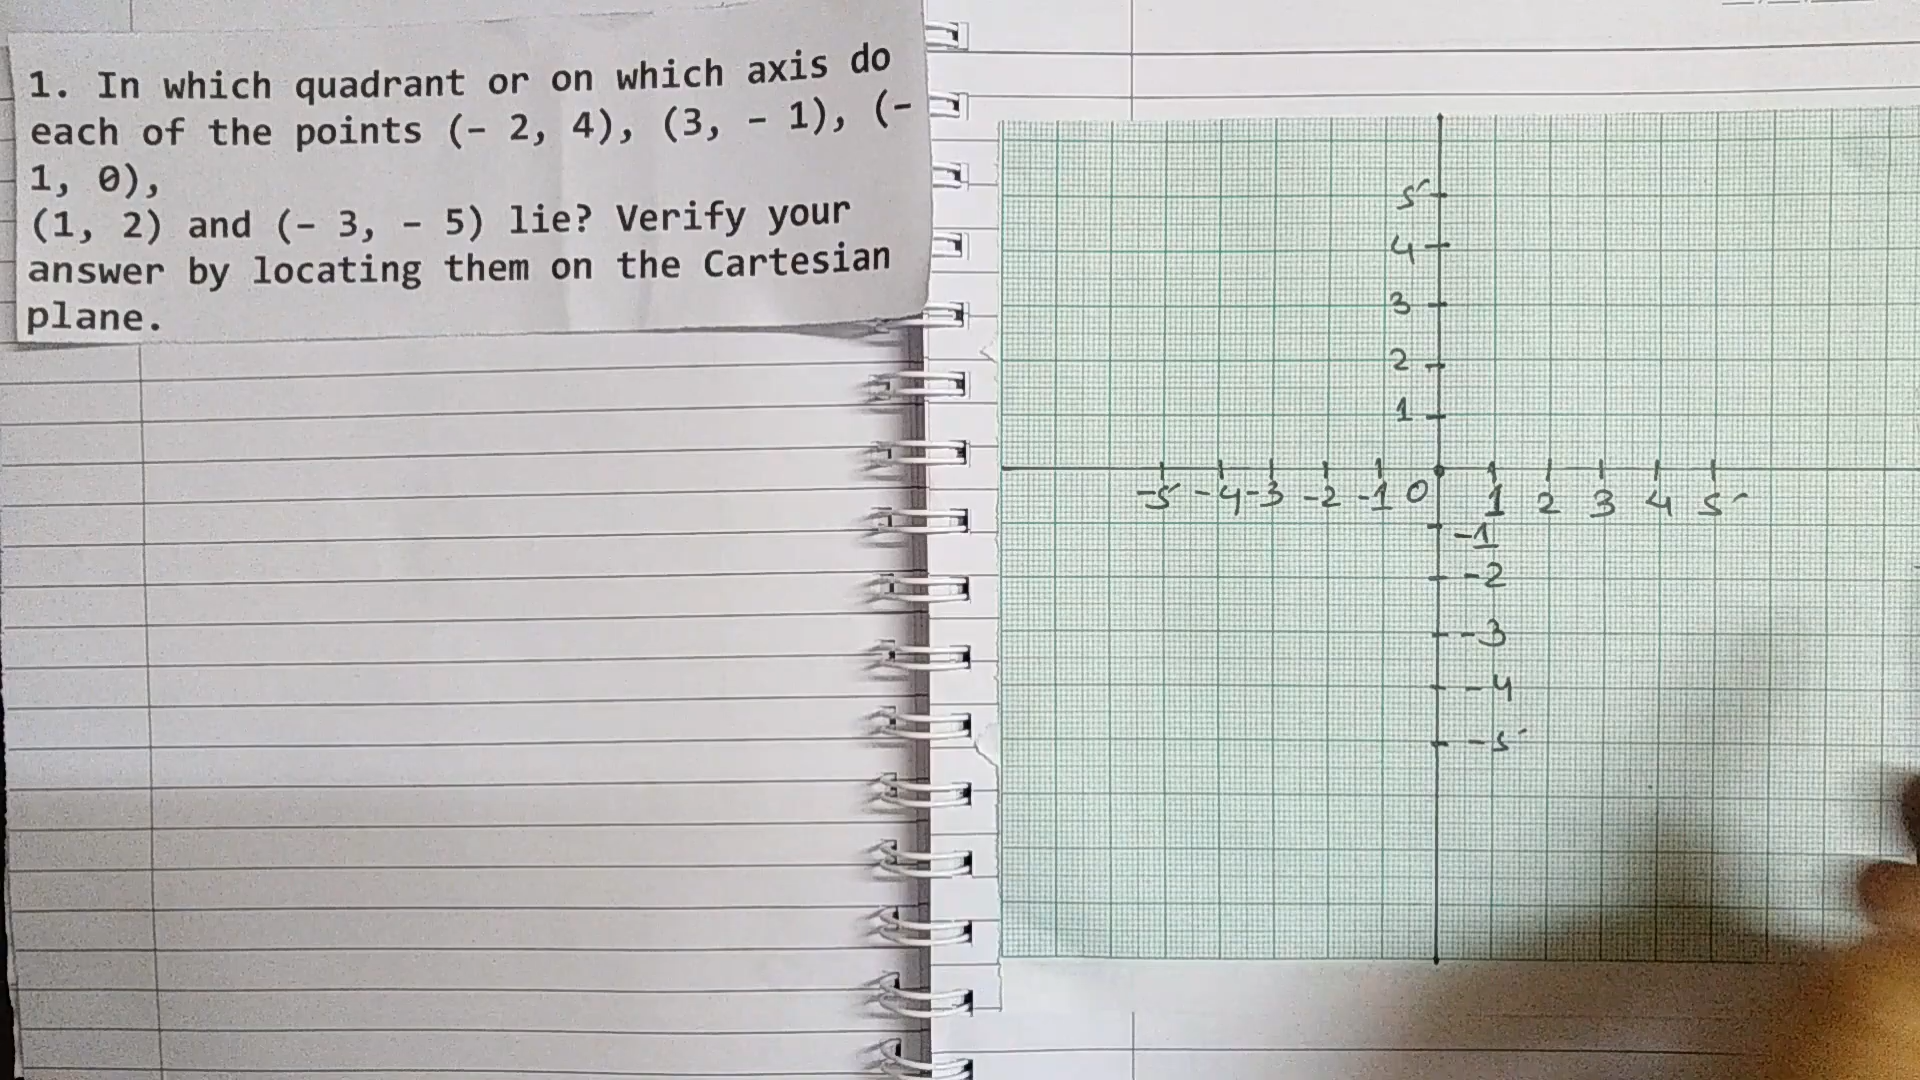 1. In which quadrant or on which axis do
each of the points (- 2, 4), (3, - 1), (-
1, 0),
(1, 2) and (- 3, - 5) lie? Verify your
answer by locating them on the Cartesian
plane.
5
4
3
2
1
-5 -4 -3 -2 -1 0 1 2 3 4 5
-1
-2
-3
-4
-5